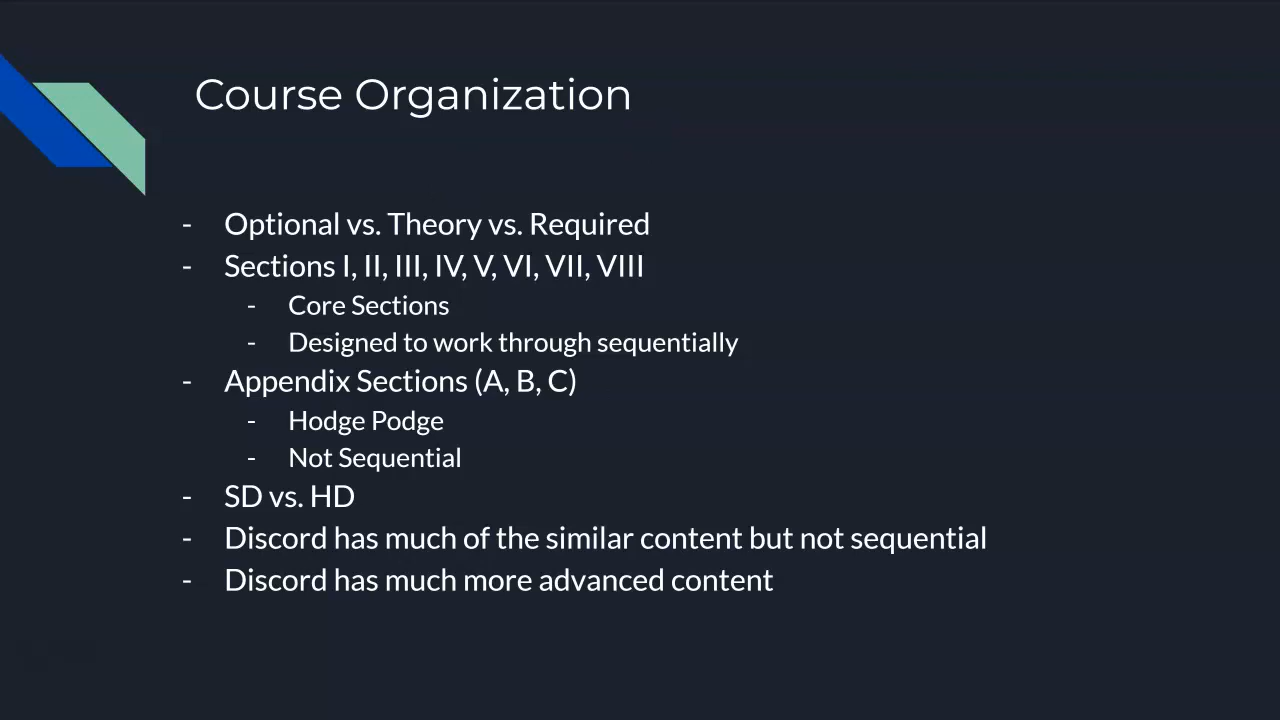 Course Organization
- Optional vs. Theory vs. Required
- Sections I, II, III, IV, V, VI, VII, VIII
- Core Sections
- Designed to work through sequentially
- Appendix Sections (A, B, C)
- Hodge Podge
- Not Sequential
- SD vs. HD
- Discord has much of the similar content but not sequential
- Discord has much more advanced content